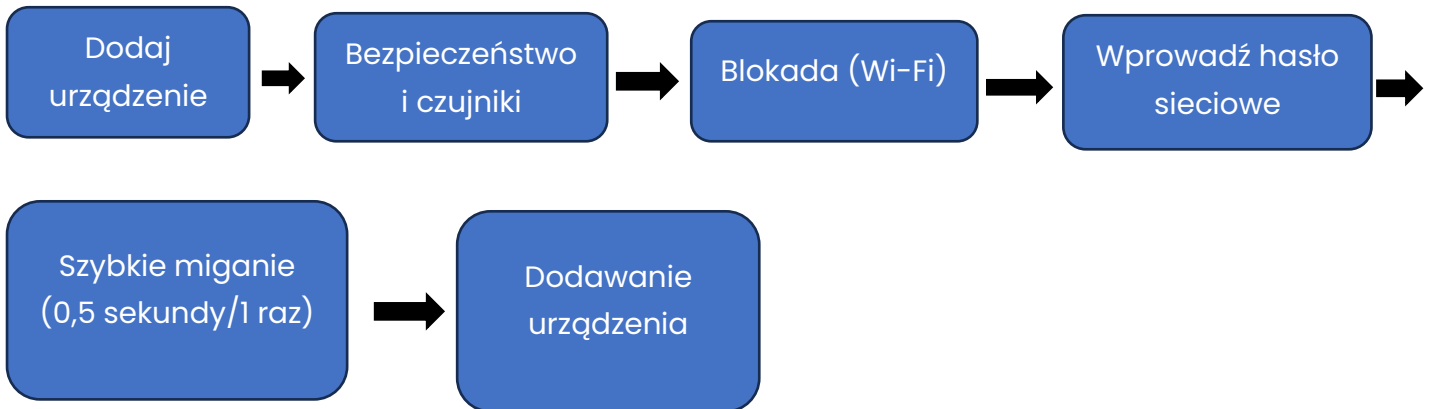 Dodaj
urządzenie
Bezpieczeństwo
i czujniki
Blokada (Wi-Fi)
Wprowadź hasło
sieciowe
Szybkie miganie
(0,5 sekundy/1 raz)
Dodawanie
urządzenia